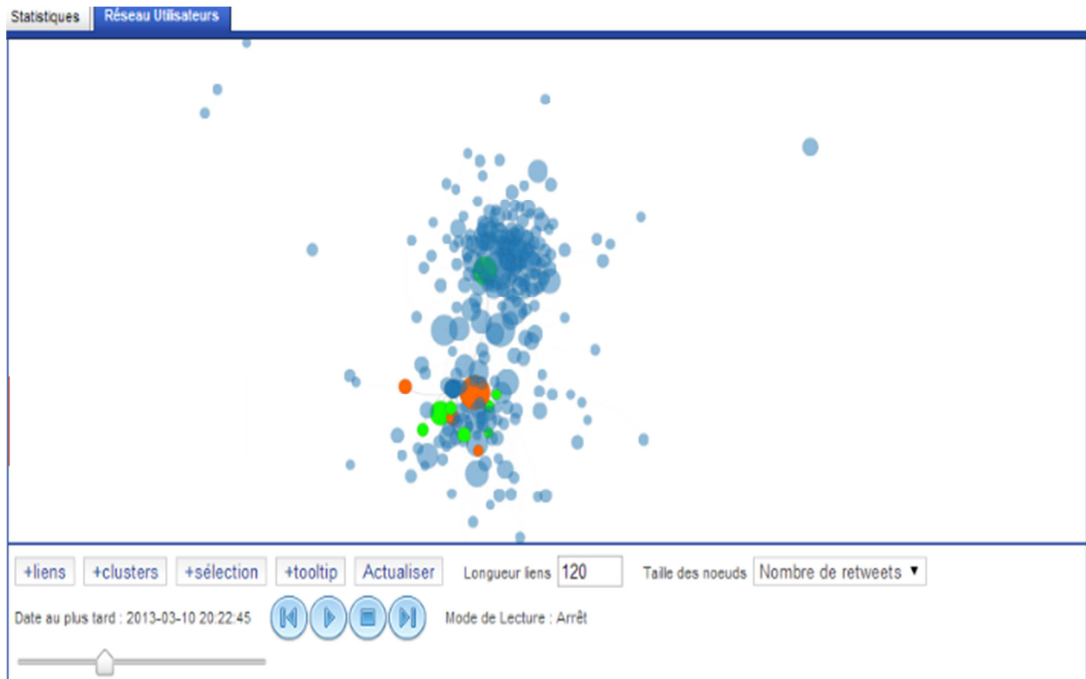 Statistiques Réseau Utilisateurs
+liens +clusters +sélection +tooltip Actualiser Longueur liens 120 Taille des noeuds Nombre de retweets
Date au plus tard : 2013-03-10 20:22:45 Mode de Lecture : Arrêt